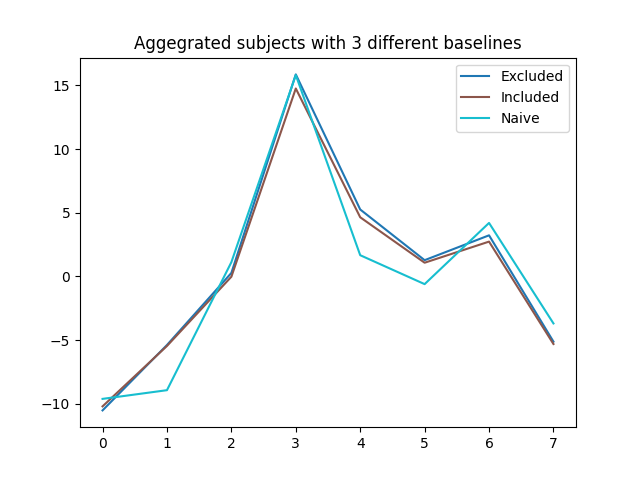 Aggegrated subjects with 3 different baselines
Excluded
Included
Naive
15
10
5
0
−5
−10
0 1 2 3 4 5 6 7